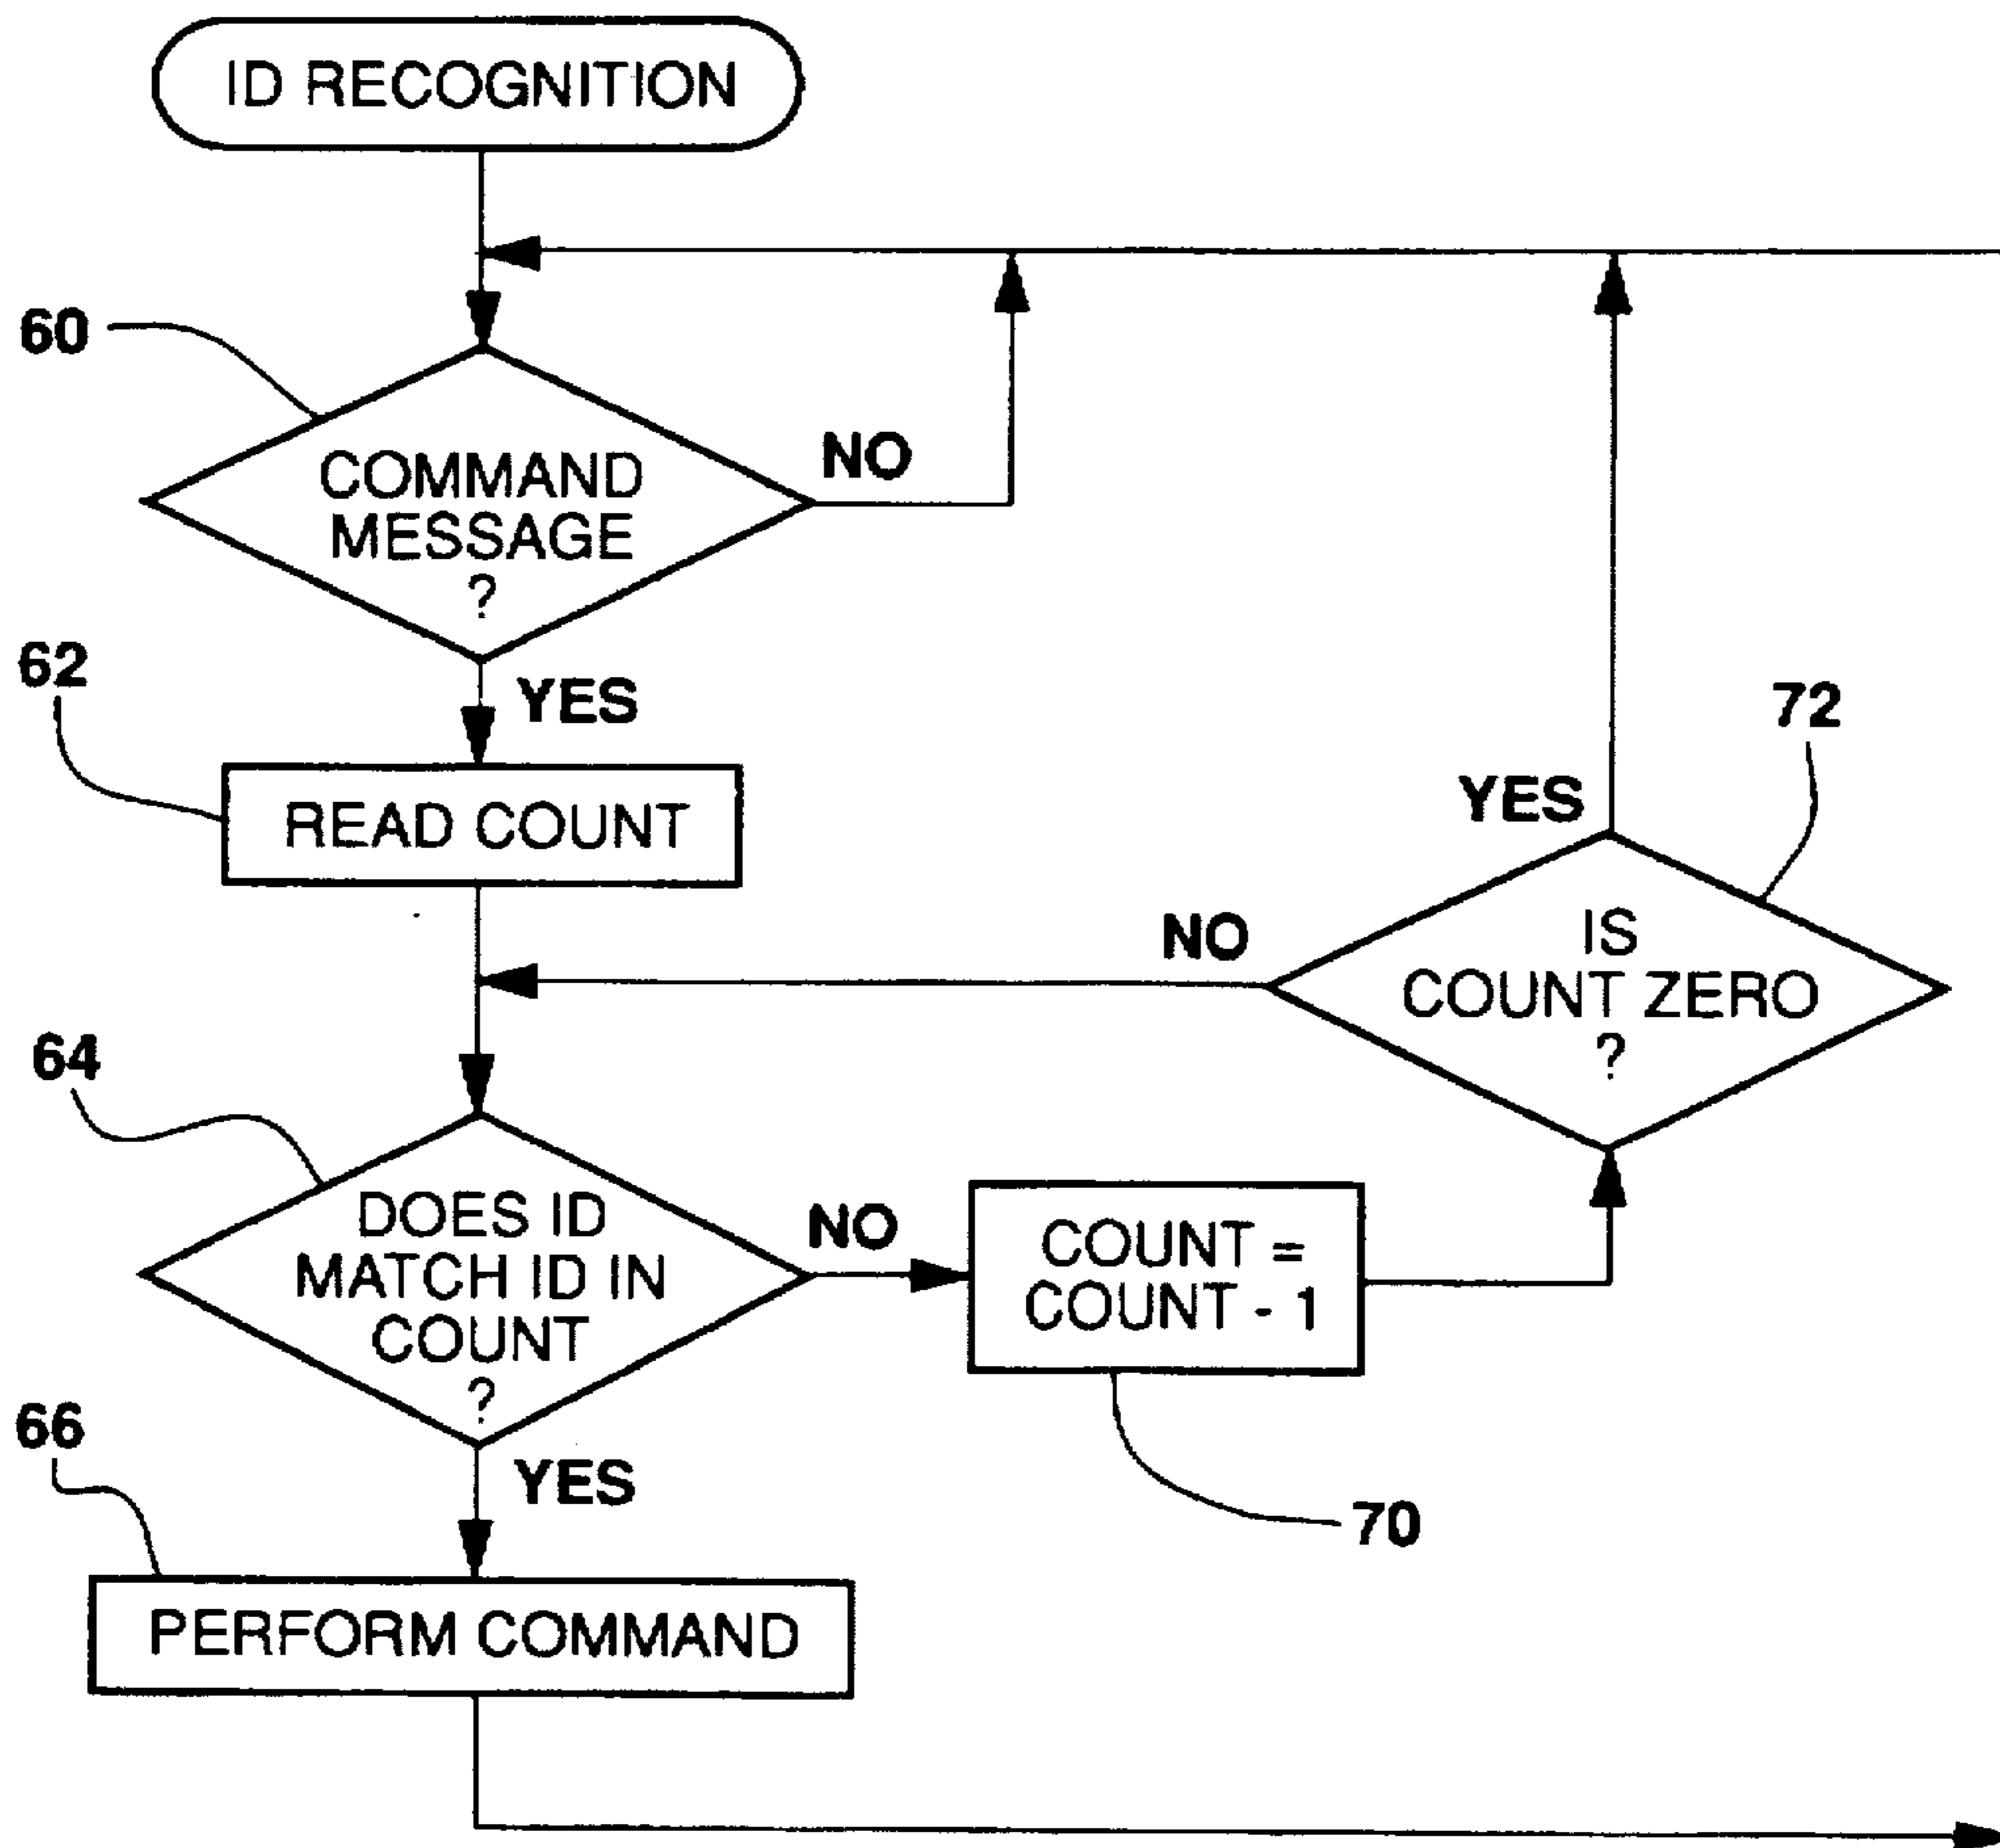 ID RECOGNITION
60
COMMAND
MESSAGE
?
NO
YES
62
READ COUNT
72
YES
NO
IS
COUNT ZERO
?
64
DOES ID
MATCH ID IN
COUNT
?
NO
COUNT =
COUNT - 1
70
YES
66
PERFORM COMMAND